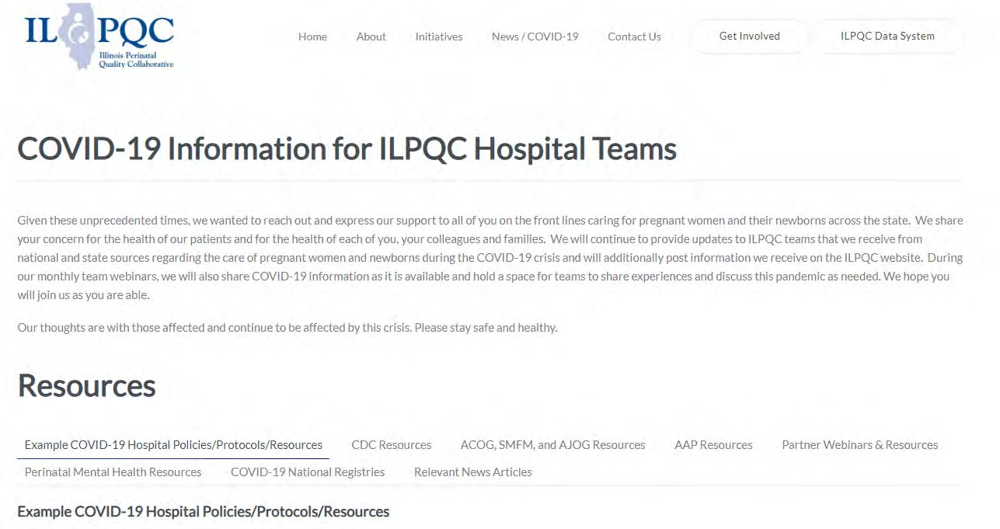 IL PQC
Illinois Perinatal
Quality Collaborative
Home About Initiatives News / COVID-19 Contact Us Get Involved ILPQC Data System
COVID-19 Information for ILPQC Hospital Teams
Given these unprecedented times, we wanted to reach out and express our support to all of you on the front lines caring for pregnant women and their newborns across the state. We share
your concern for the health of our patients and for the health of each of you, your colleagues and families. We will continue to provide updates to ILPQC teams that we receive from
national and state sources regarding the care of pregnant women and newborns during the COVID-19 crisis and will additionally post information we receive on the ILPQC website. During
our monthly team webinars, we will also share COVID-19 information as it is available and hold a space for teams to share experiences and discuss this pandemic as needed. We hope you
will join us as you are able.
Our thoughts are with those affected and continue to be affected by this crisis. Please stay safe and healthy.
Resources
Example COVID-19 Hospital Policies/Protocols/Resources CDC Resources ACOG, SMFM, and AJOG Resources AAP Resources Partner Webinars & Resources
Perinatal Mental Health Resources COVID-19 National Registries Relevant News Articles
Example COVID-19 Hospital Policies/Protocols/Resources